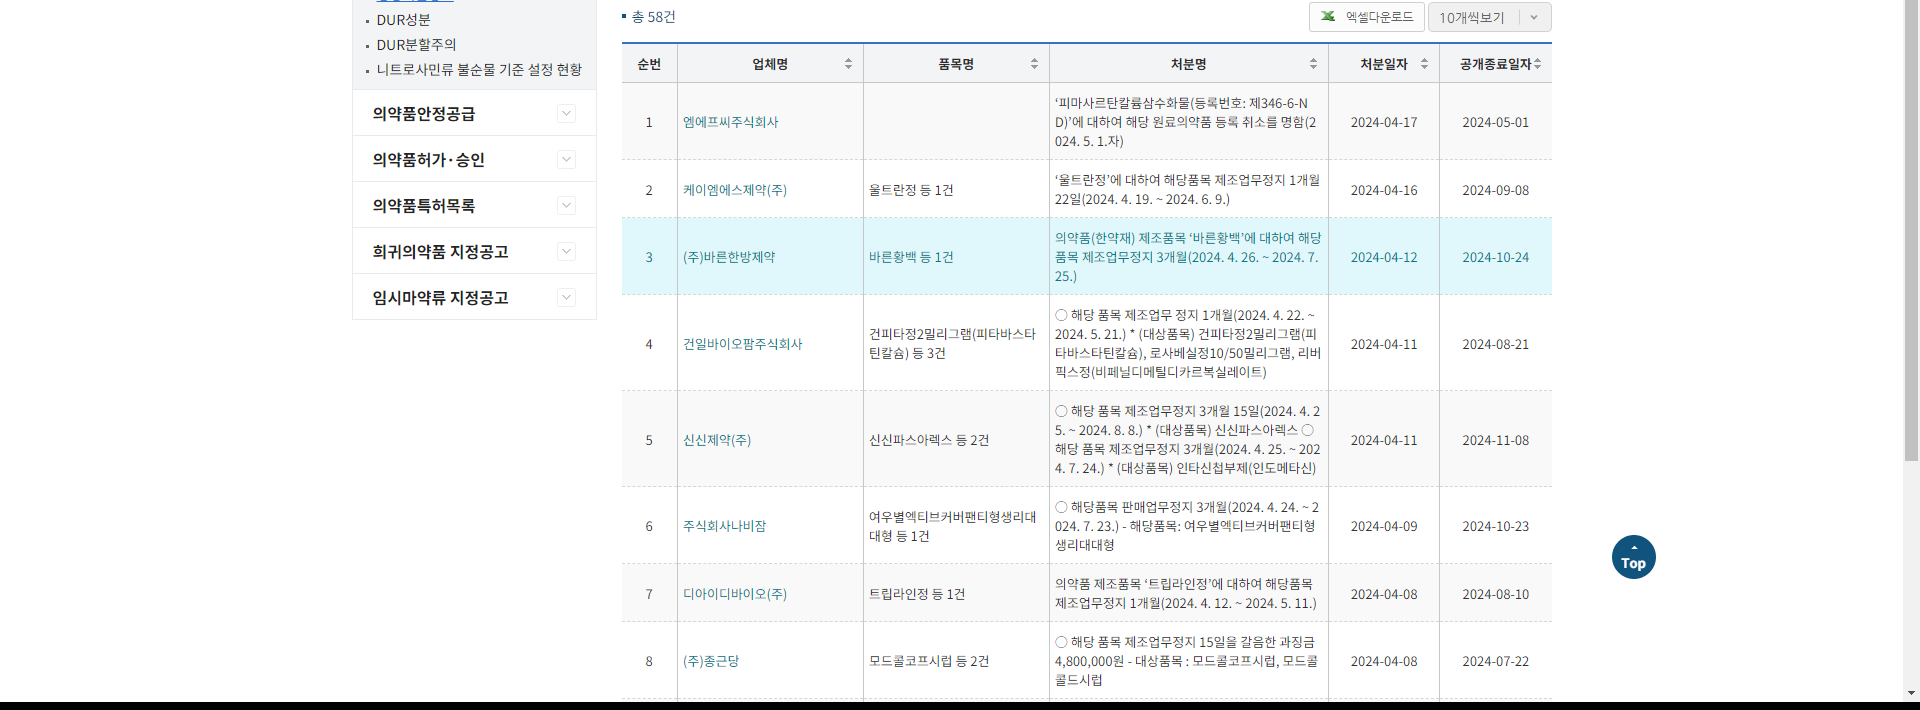 DUR성분
DUR분할주의
니트로사민류 불순물 기준 설정 현황
의약품안정공급
의약품허가·승인
의약품특허목록
희귀의약품 지정공고
임시마약류 지정공고
총 58건
엑셀다운로드
10개씩보기
순번 업체명 품목명 처분명 처분일자 공개종료일자
1 엠에프씨주식회사
‘피마사르탄칼륨삼수화물(등록번호: 제346-6-N
D)’에 대하여 해당 원료의약품 등록 취소를 명함(2
024. 5. 1.자)
2024-04-17 2024-05-01
2 케이엠에스제약(주) 울트란정 등 1건
‘울트란정’에 대하여 해당품목 제조업무정지 1개월
22일(2024. 4. 19. ~ 2024. 6. 9.)
2024-04-16 2024-09-08
3 (주)바른한방제약 바른황백 등 1건
의약품(한약재) 제조품목 ‘바른황백’에 대하여 해당
품목 제조업무정지 3개월(2024. 4. 26. ~ 2024. 7.
25.)
2024-04-12 2024-10-24
4 건일바이오팜주식회사
건피타정2밀리그램(피타바스타
틴칼슘) 등 3건
○ 해당 품목 제조업무 정지 1개월(2024. 4. 22. ~
2024. 5. 21.) * (대상품목) 건피타정2밀리그램(피
타바스타틴칼슘), 로사베실정10/50밀리그램, 리버
픽스정(비페닐디메틸디카르복실레이트)
2024-04-11 2024-08-21
5 신신제약(주) 신신파스아렉스 등 2건
○ 해당 품목 제조업무정지 3개월 15일(2024. 4. 2
5. ~ 2024. 8. 8.) * (대상품목) 신신파스아렉스 ○
해당 품목 제조업무정지 3개월(2024. 4. 25. ~ 202
4. 7. 24.) * (대상품목) 인타신첩부제(인도메타신)
2024-04-11 2024-11-08
6 주식회사나비잠
여우별엑티브커버팬티형생리대
대형 등 1건
○ 해당품목 판매업무정지 3개월(2024. 4. 24. ~ 2
024. 7. 23.) - 해당품목: 여우별엑티브커버팬티형
생리대대형
2024-04-09 2024-10-23
7 디아이디바이오(주) 트립라인정 등 1건
의약품 제조품목 ‘트립라인정’에 대하여 해당품목
제조업무정지 1개월(2024. 4. 12. ~ 2024. 5. 11.)
2024-04-08 2024-08-10
8 (주)종근당 모드콜코프시럽 등 2건
○ 해당 품목 제조업무정지 15일을 갈음한 과징금
4,800,000원 - 대상품목 : 모드콜코프시럽, 모드콜
콜드시럽
2024-04-08 2024-07-22
Top